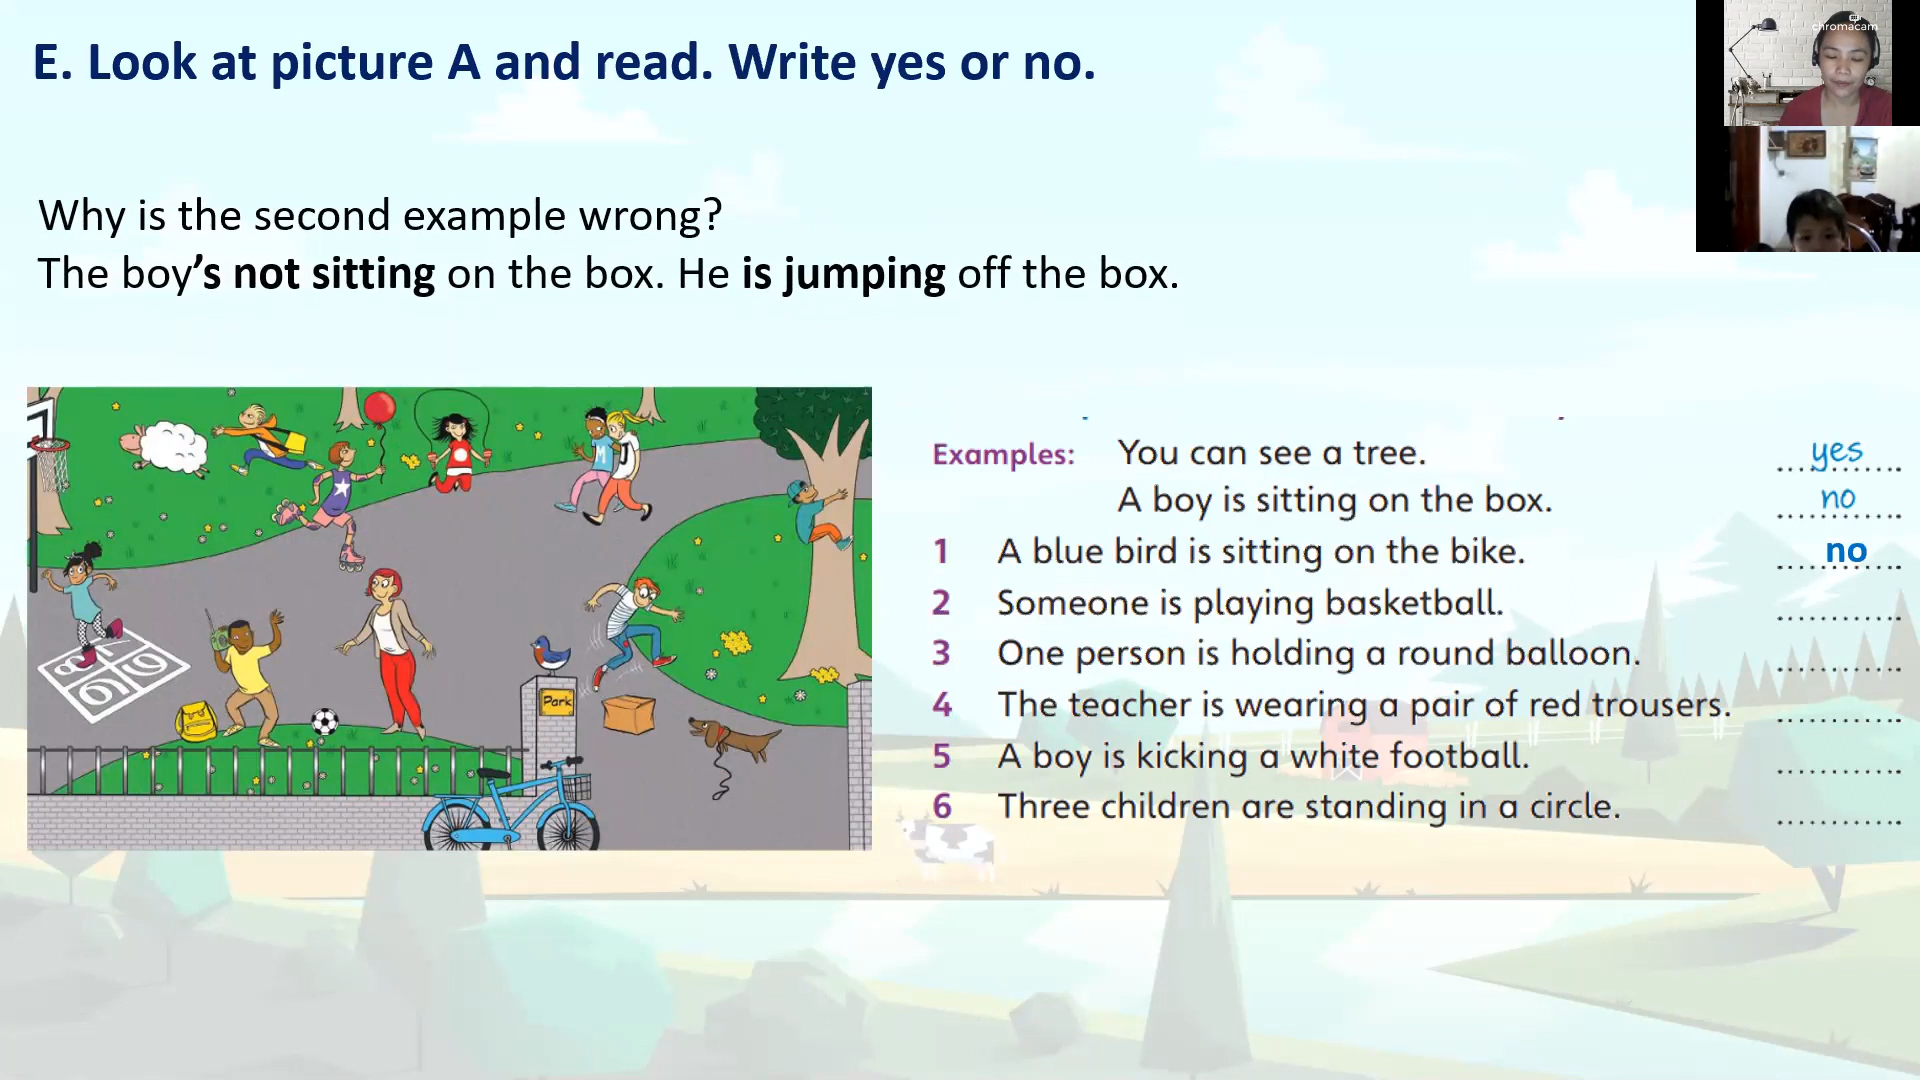 E. Look at picture A and read. Write yes or no.
chromacam
Why is the second example wrong?
The boy's not sitting on the box. He is jumping off the box.
Examples: You can see a tree. yes
A boy is sitting on the box. no
1 A blue bird is sitting on the bike. no
2 Someone is playing basketball.
3 One person is holding a round balloon.
4 The teacher is wearing a pair of red trousers.
5 A boy is kicking a white football.
6 Three children are standing in a circle.
M
J
Park